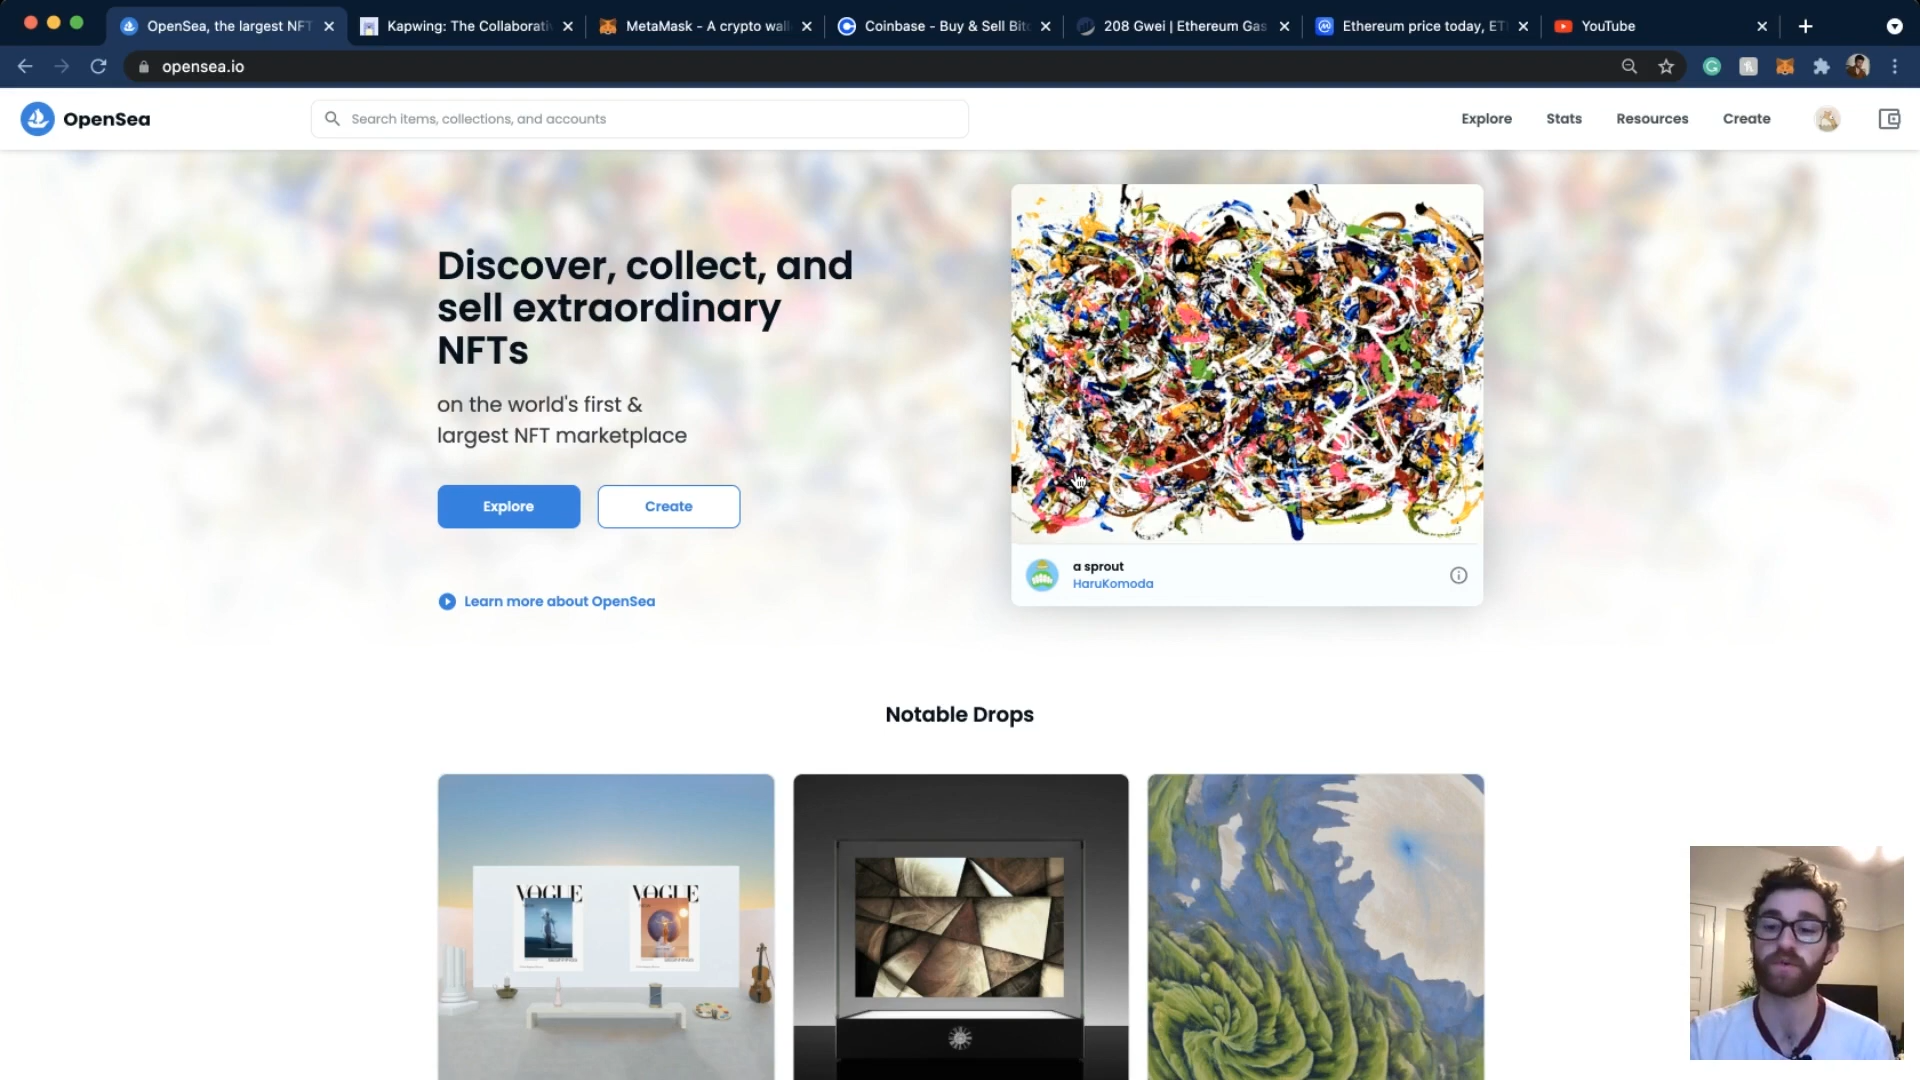 OpenSea, the largest NFT
Kapwing: The Collaborativ
MetaMask - A crypto wall
Coinbase - Buy & Sell Bitc
208 Gwei | Ethereum Gas
Ethereum price today, ET
YouTube
opensea.io
OpenSea
Search items, collections, and accounts
Explore
Stats
Resources
Create
Discover, collect, and
sell extraordinary
NFTs
on the world's first &
largest NFT marketplace
Explore
Create
Learn more about OpenSea
a sprout
HaruKomoda
Notable Drops
VOGUE
VOGUE